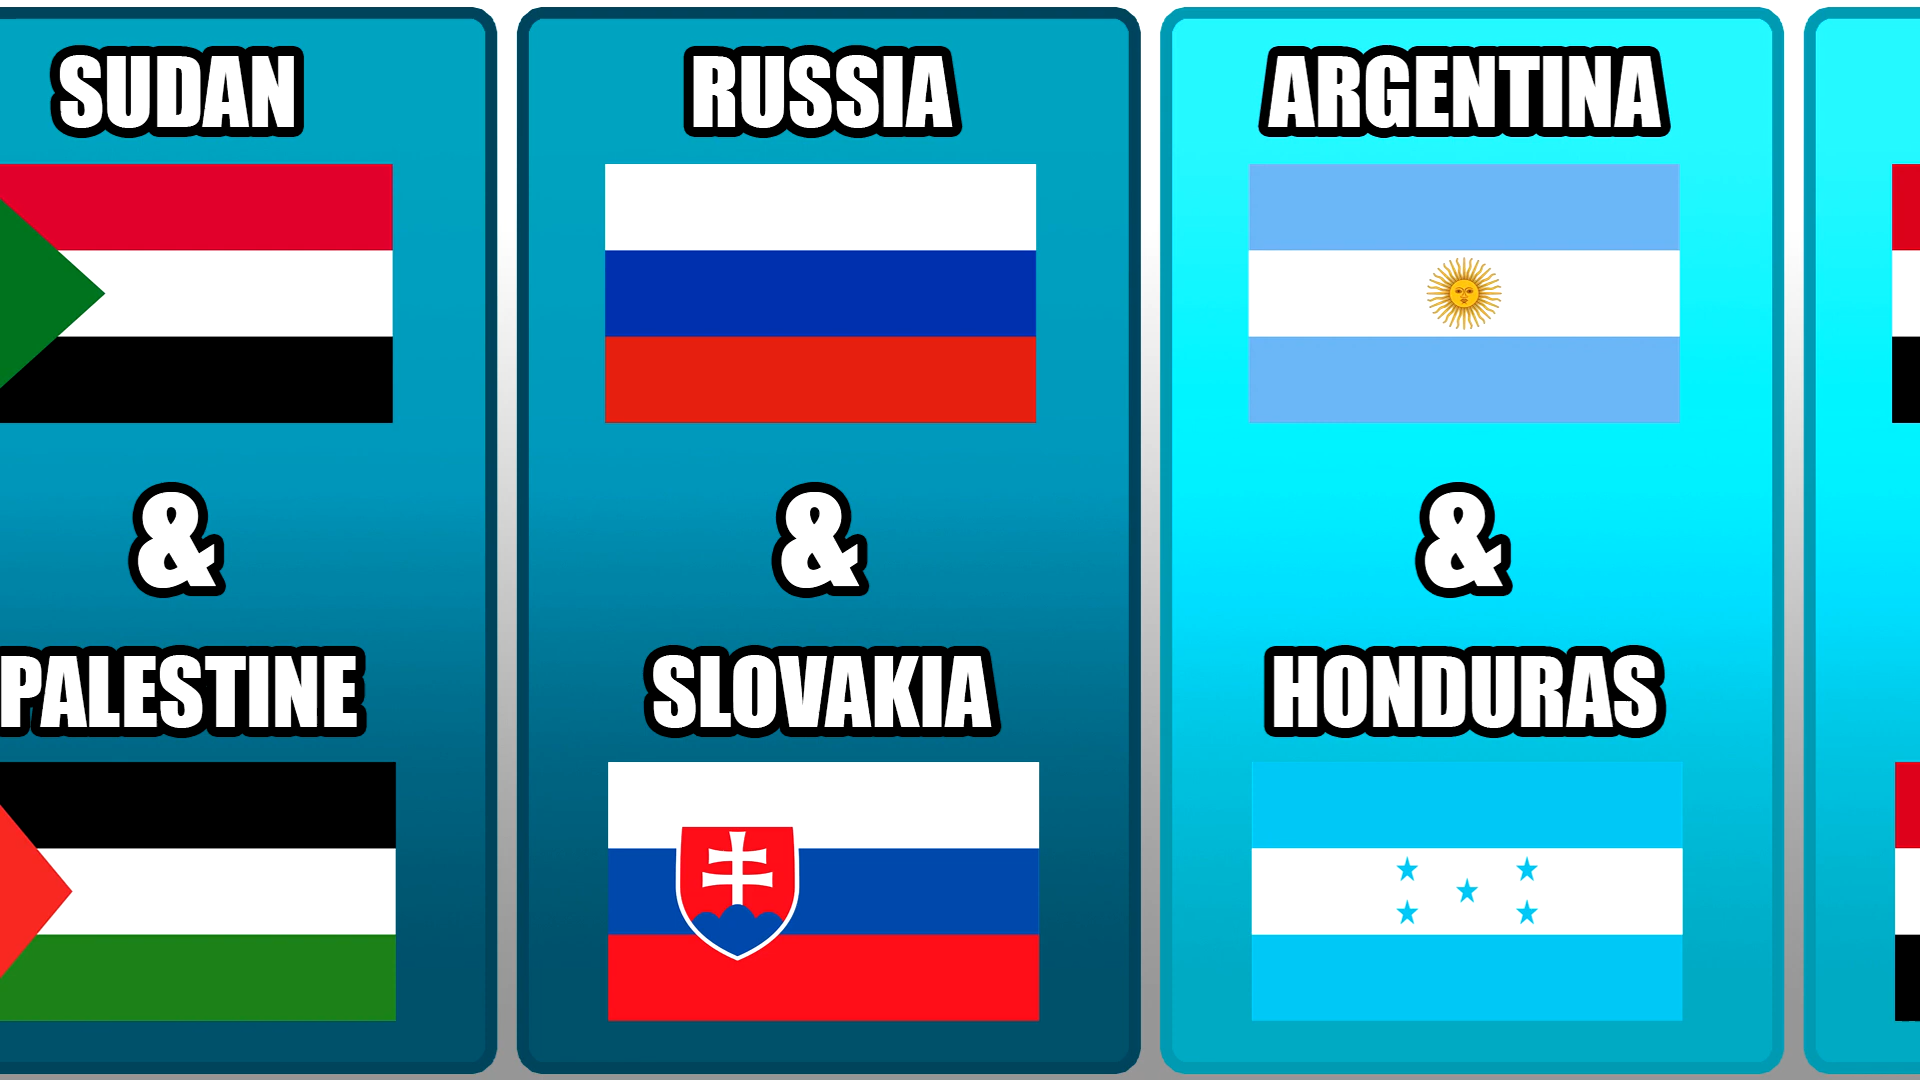 SUDAN
&
PALESTINE
RUSSIA
&
SLOVAKIA
ARGENTINA
&
HONDURAS